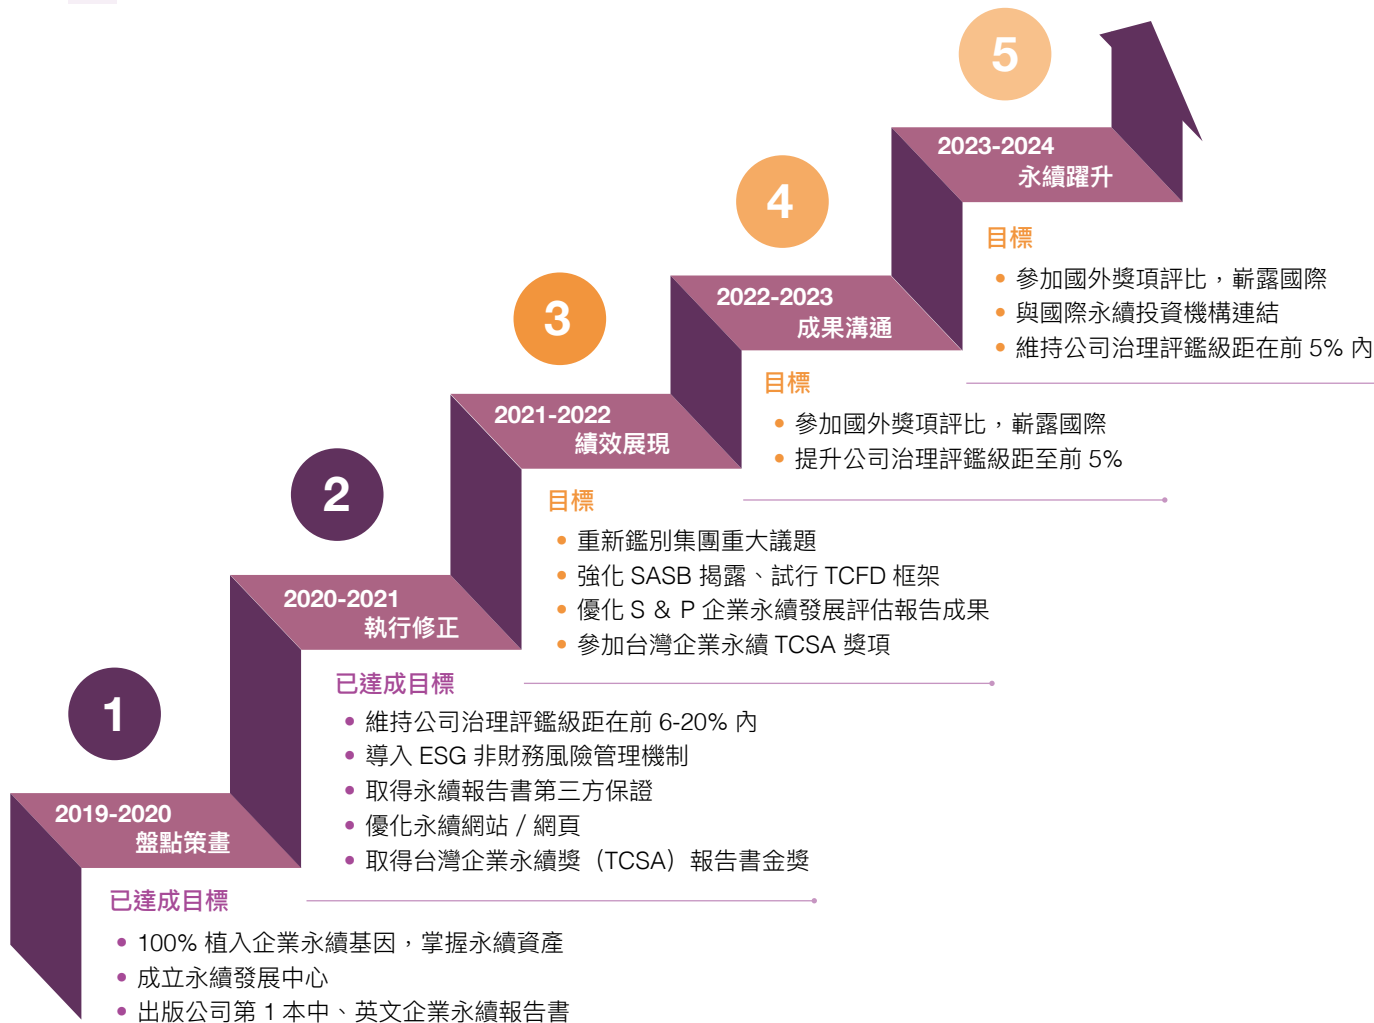 5
2023-2024
永續躍升
目標
• 參加國外獎項評比，嶄露國際
• 與國際永續投資機構連結
• 維持公司治理評鑑級距在前 5% 內
4
2022-2023
成果溝通
目標
• 參加國外獎項評比，嶄露國際
• 提升公司治理評鑑級距至前 5%
3
2021-2022
績效展現
目標
• 重新鑑別集團重大議題
• 強化 SASB 揭露、試行 TCFD 框架
• 優化 S & P 企業永續發展評估報告成果
• 參加台灣企業永續 TCSA 獎項
2
2020-2021
執行修正
已達成目標
• 維持公司治理評鑑級距在前 6-20% 內
• 導入 ESG 非財務風險管理機制
• 取得永續報告書第三方保證
• 優化永續網站 / 網頁
• 取得台灣企業永續獎（TCSA）報告書金獎
1
2019-2020
盤點策畫
已達成目標
• 100% 植入企業永續基因，掌握永續資產
• 成立永續發展中心
• 出版公司第 1 本中、英文企業永續報告書